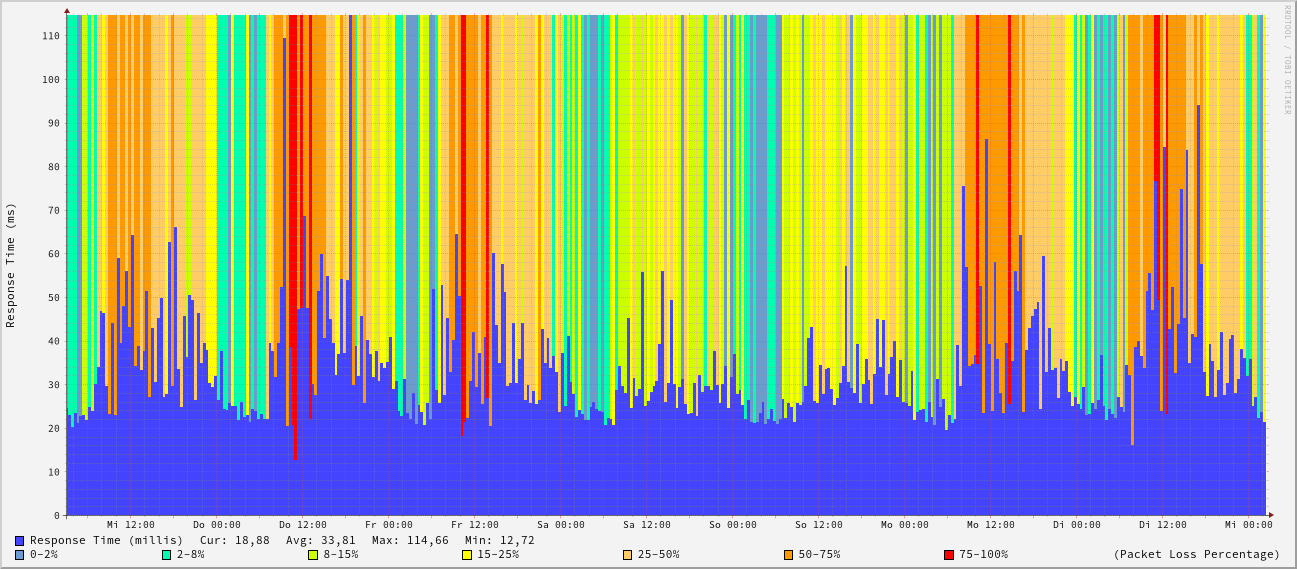 RRDTOOL / TOBI OETIKER
Response Time (ms)
110
100
90
80
70
60
50
40
30
20
10
0
Mi 12:00 Do 00:00 Do 12:00 Fr 00:00 Fr 12:00 Sa 00:00 Sa 12:00 So 00:00 So 12:00 Mo 00:00 Mo 12:00 Di 00:00 Di 12:00 Mi 00:00
Response Time (millis) Cur: 18,88 Avg: 33,81 Max: 114,66 Min: 12,72
0-2% 2-8% 8-15% 15-25% 25-50% 50-75% 75-100% (Packet Loss Percentage)